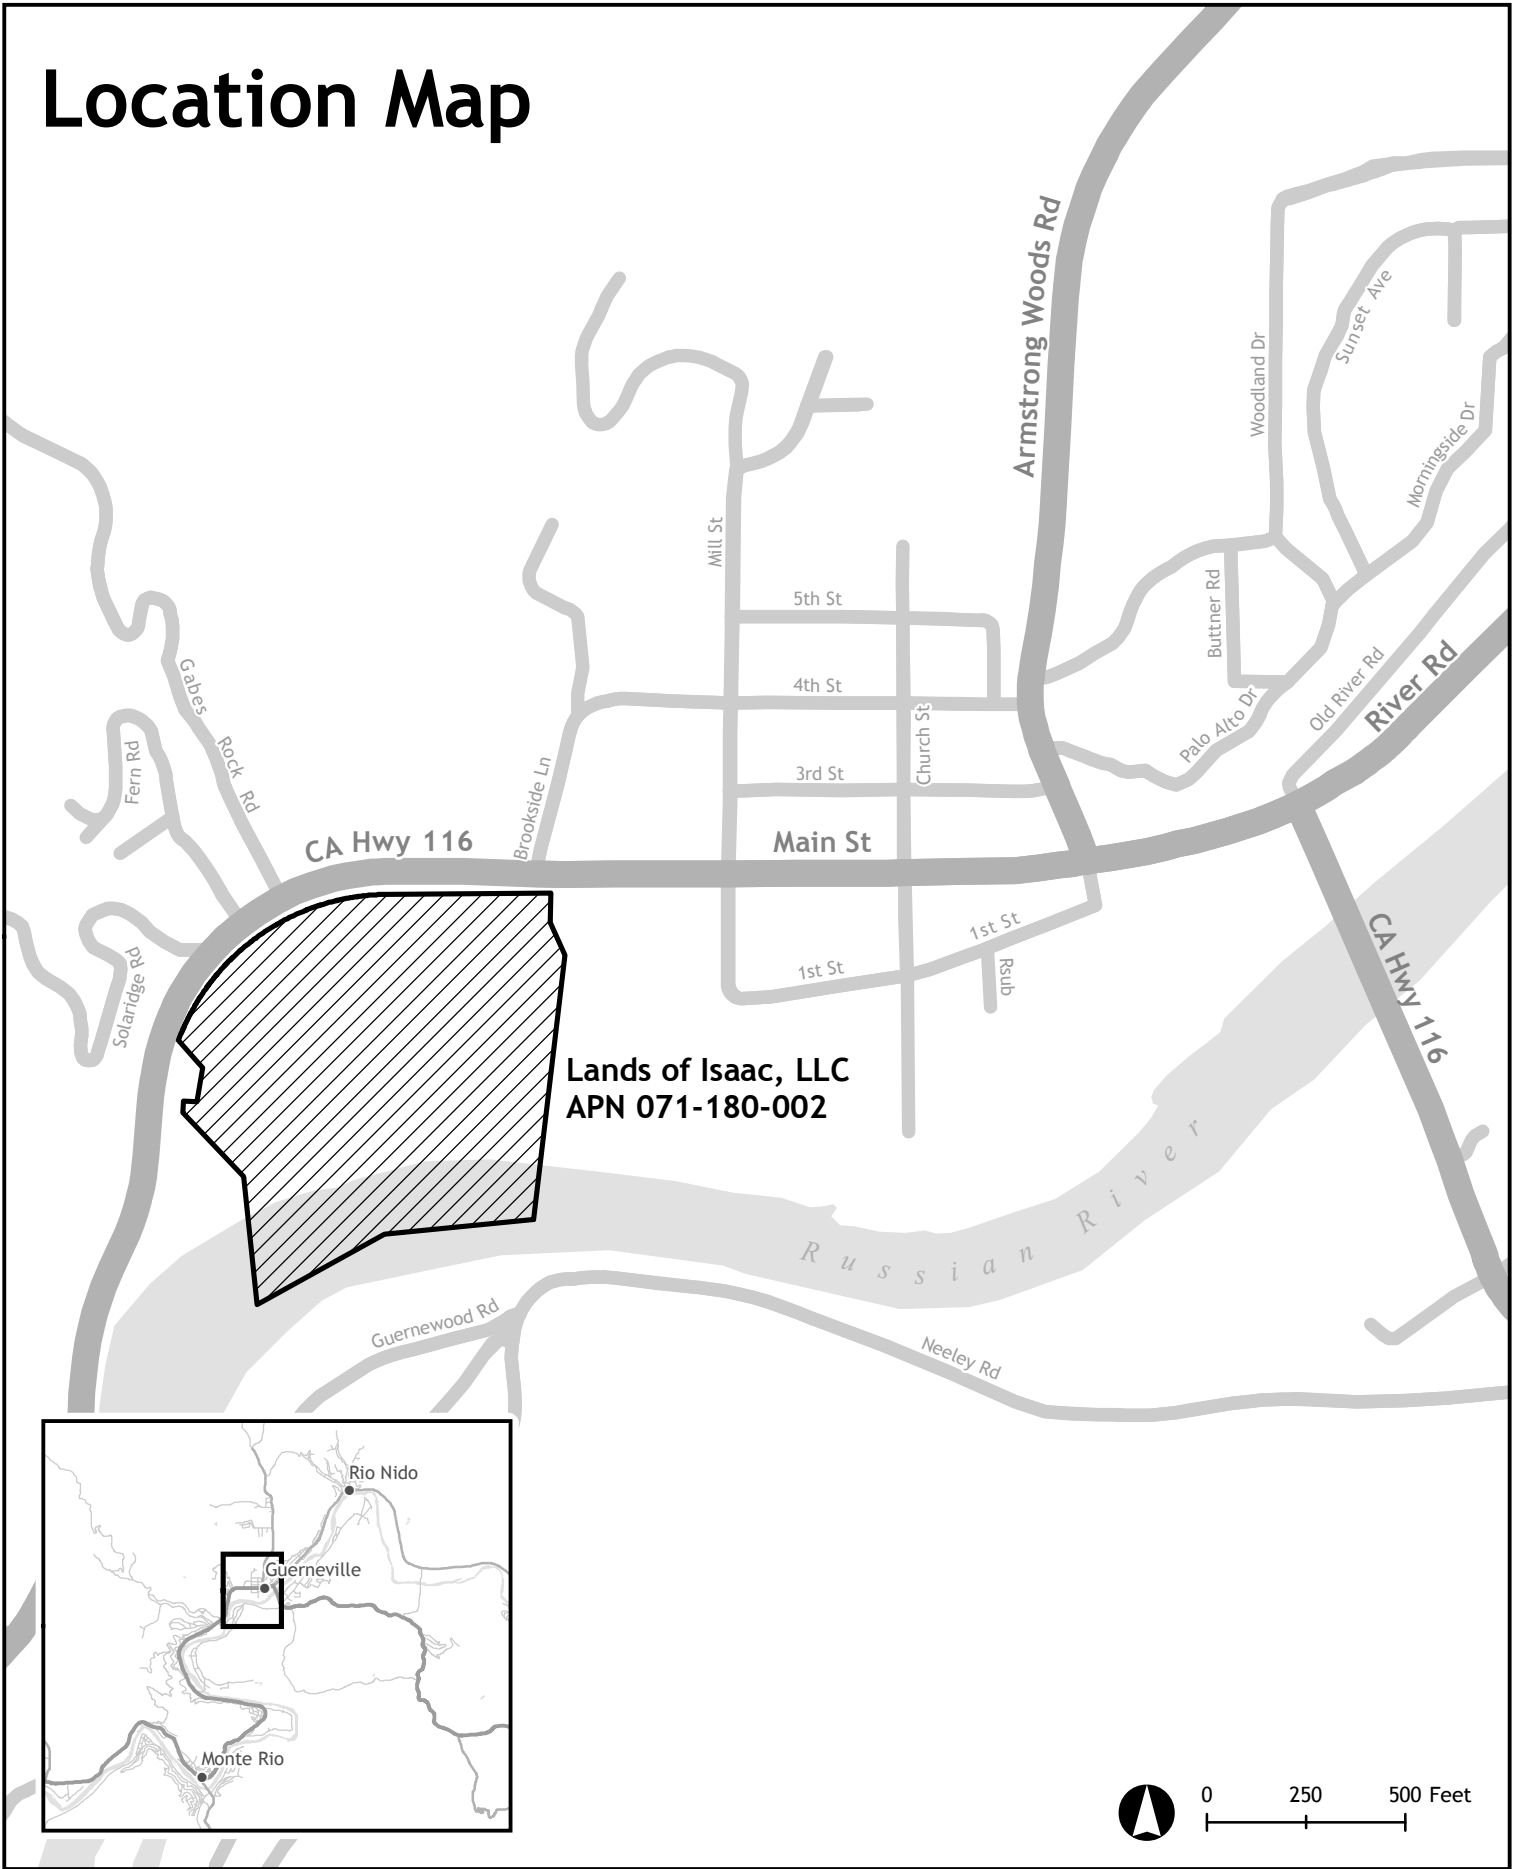 Location Map
Armstrong Woods Rd
Sunset Ave
Woodland Dr
Morningside Dr
Mill St
5th St
Buttner Rd
4th St
Gabes Rock Rd
Church St
Old River Rd
River Rd
Palo Alto Dr
Fern Rd
Brookside Ln
3rd St
CA Hwy 116
Main St
1st St
1st St
Rsub
CA Hwy 116
Solaridge Rd
Lands of Isaac, LLC
APN 071-180-002
Russian River
Guernewood Rd
Neeley Rd
Rio Nido
Guerneville
Monte Rio
0 250 500 Feet